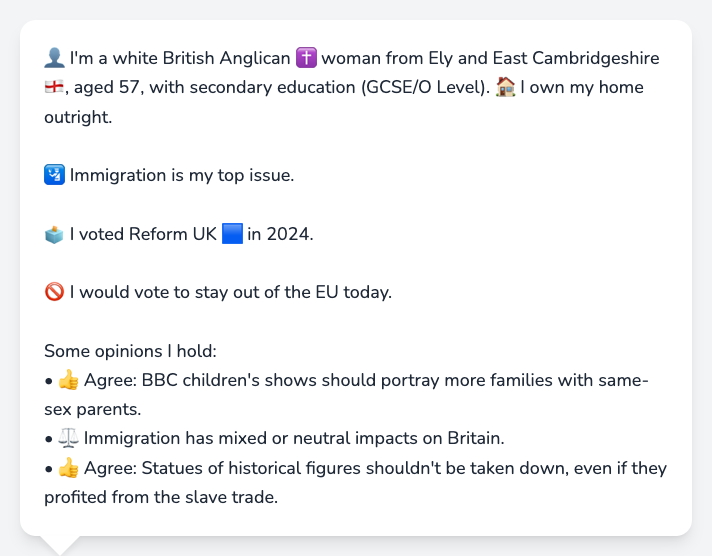 👤 I'm a white British Anglican ✝️ woman from Ely and East Cambridgeshire
🏴󠁧󠁢󠁥󠁮󠁧󠁿, aged 57, with secondary education (GCSE/O Level). 🏠 I own my home
outright.
🛂 Immigration is my top issue.
🗳️ I voted Reform UK 🟦 in 2024.
🚫 I would vote to stay out of the EU today.
Some opinions I hold:
• 👍 Agree: BBC children's shows should portray more families with same-
sex parents.
• ⚖️ Immigration has mixed or neutral impacts on Britain.
• 👍 Agree: Statues of historical figures shouldn't be taken down, even if they
profited from the slave trade.